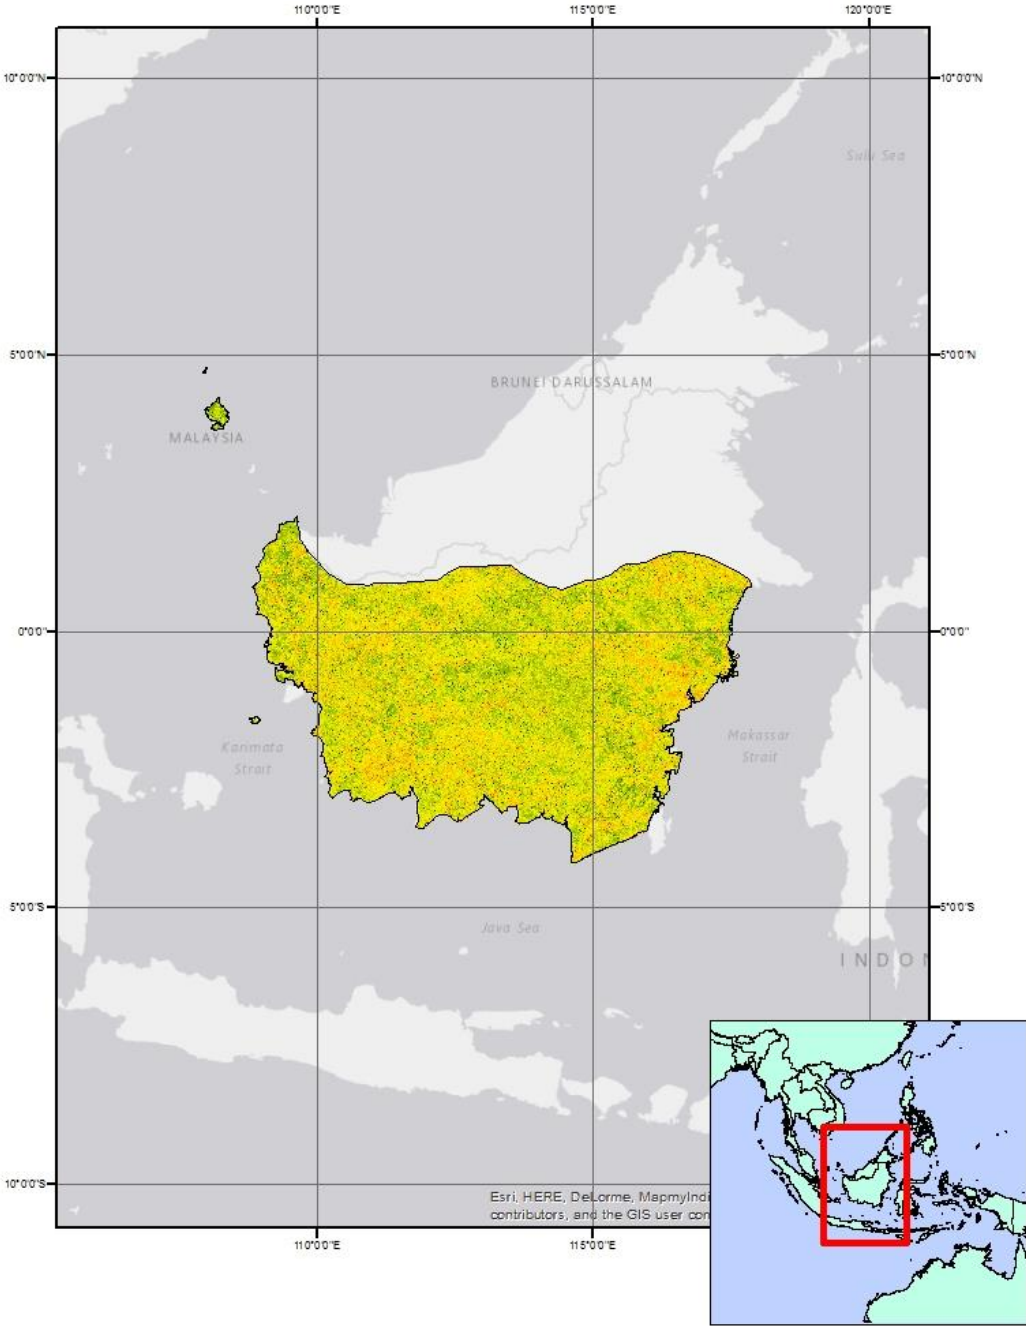 110°0'0"E 115°0'0"E 120°0'0"E
10°0'0"N 10°0'0"N
Sulu Sea
5°0'0"N 5°0'0"N
BRUNEI DARUSSALAM
MALAYSIA
0°0'0" 0°0'0"
Karimata
Strait
Makassar
Strait
5°0'0"S 5°0'0"S
Java Sea
INDON
10°0'0"S
Esri, HERE, DeLorme, MapmyIndi
contributors, and the GIS user con
110°0'0"E 115°0'0"E